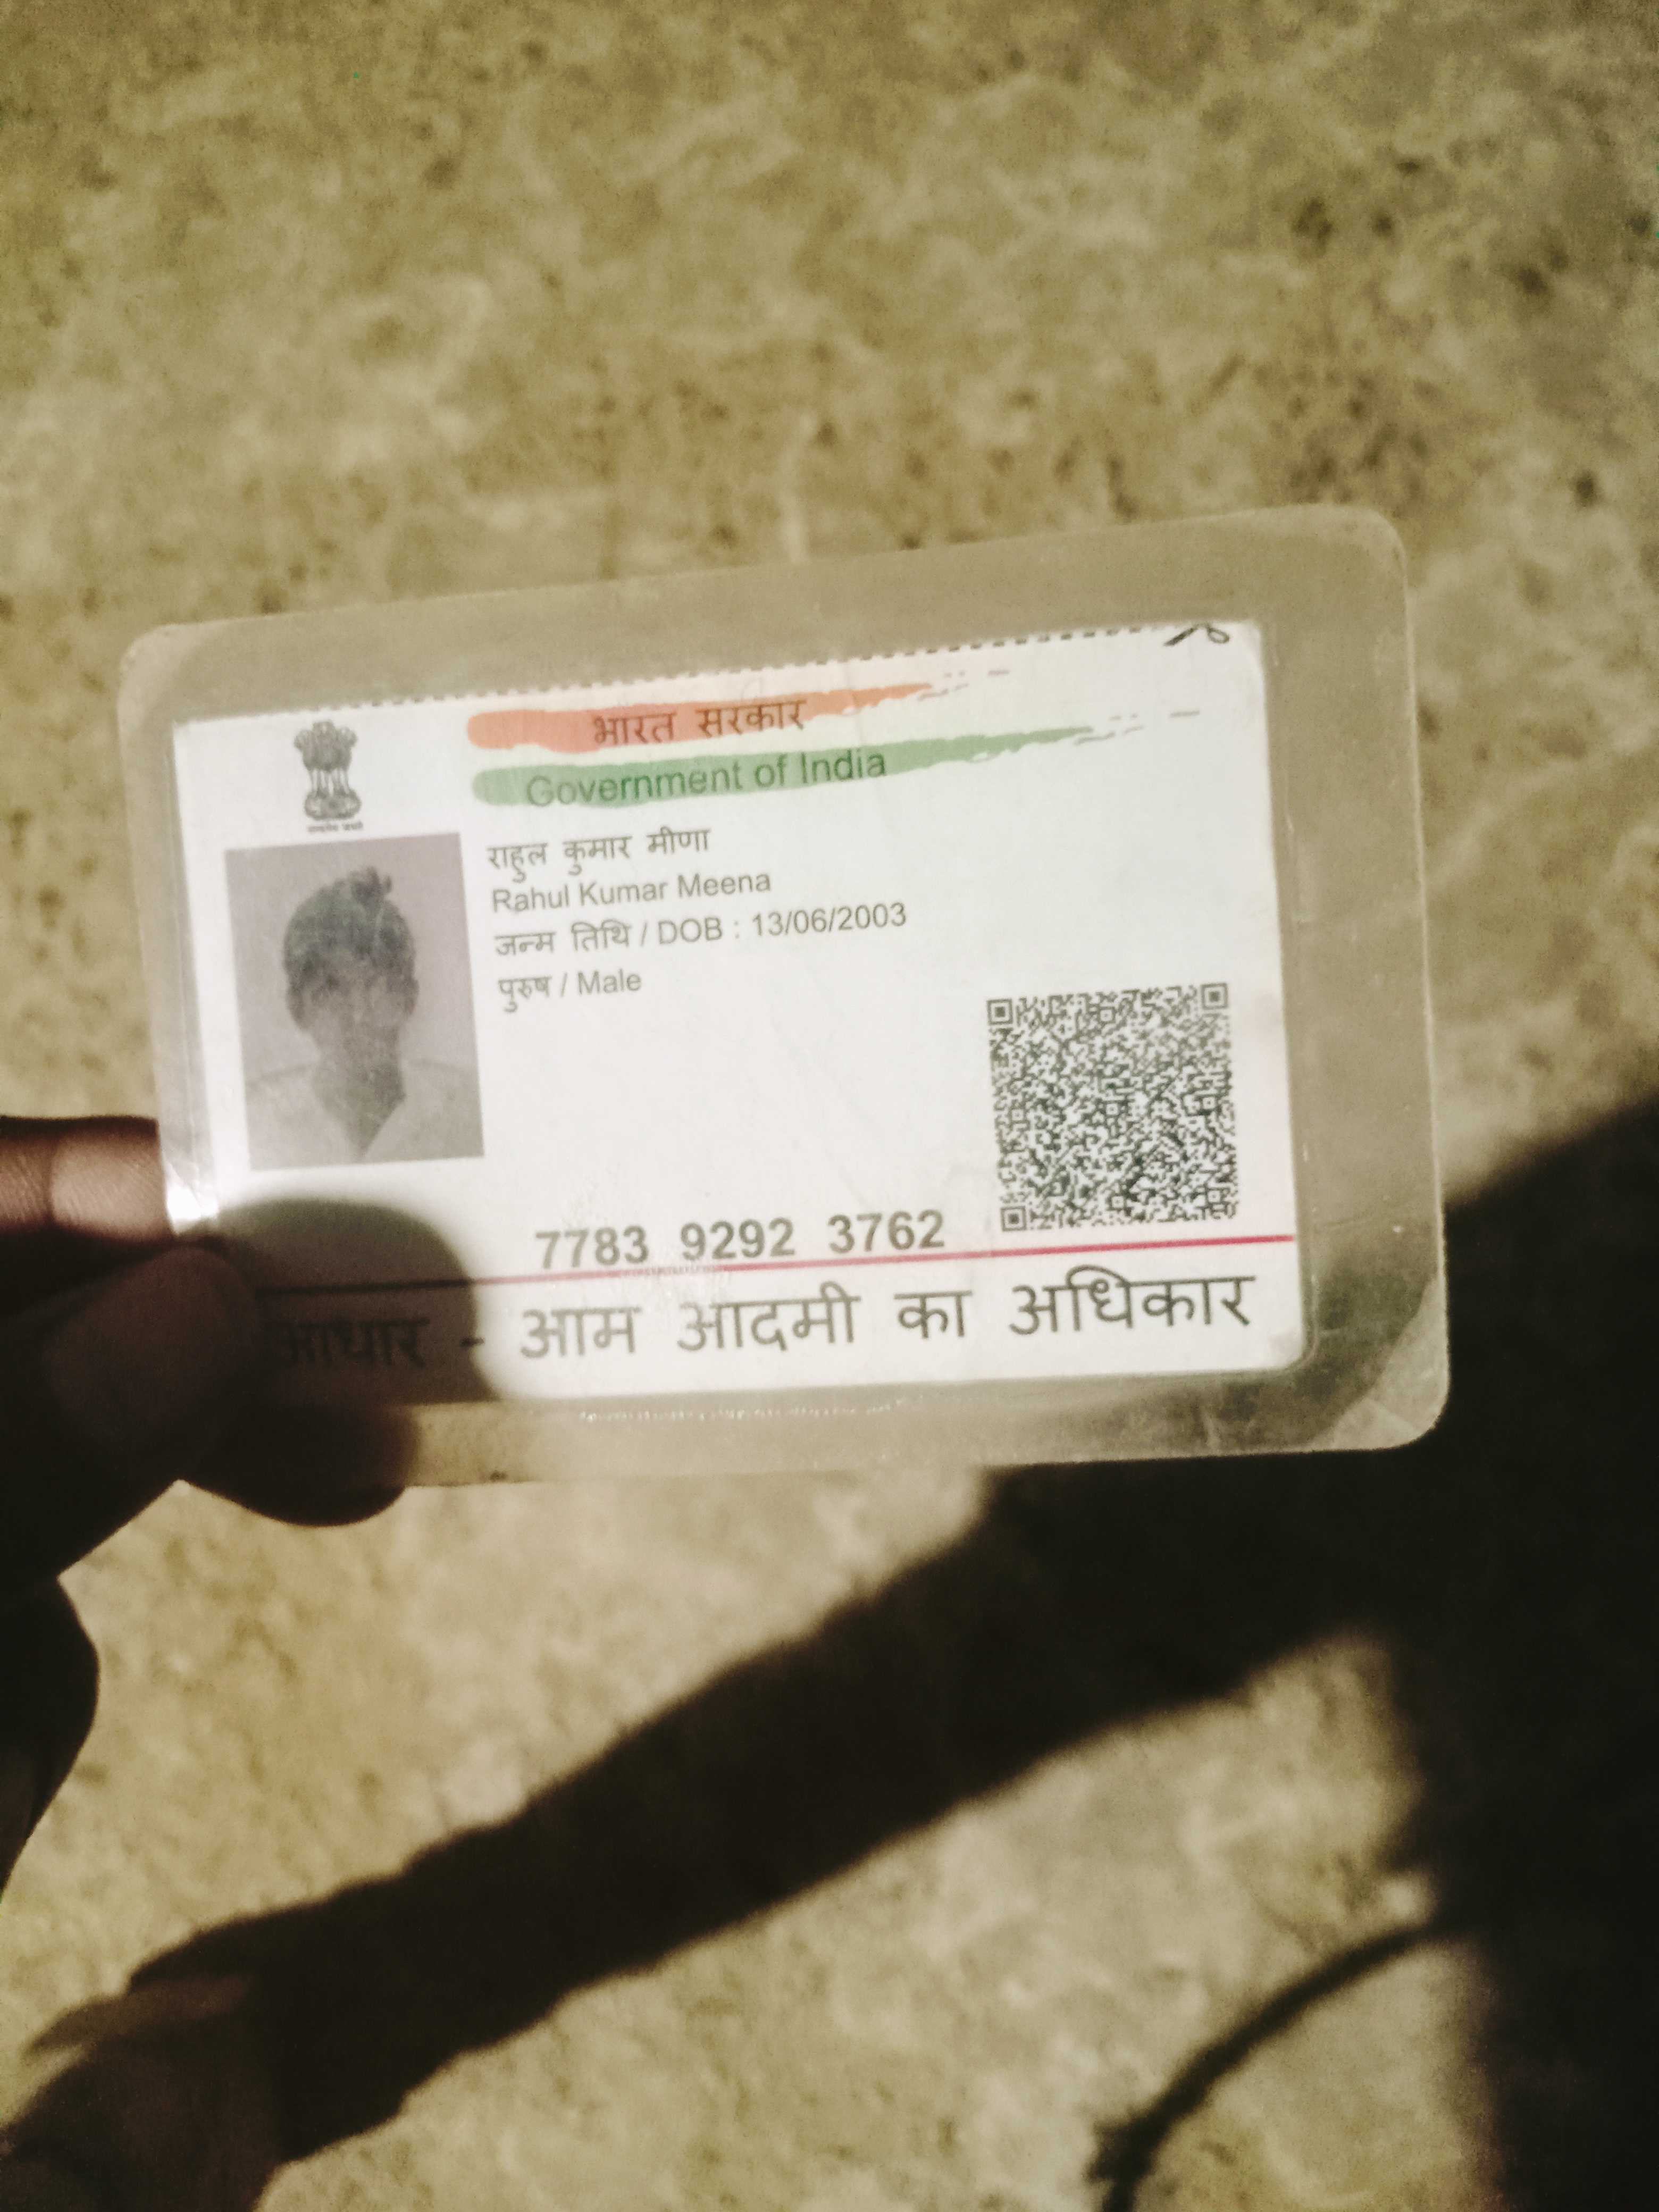 भारत सरकार
Government of India
राहुल कुमार मीणा
Rahul Kumar Meena
जन्म तिथि / DOB : 13/06/2003
पुरुष / Male
7783 9292 3762
आधार - आम आदमी का अधिकार